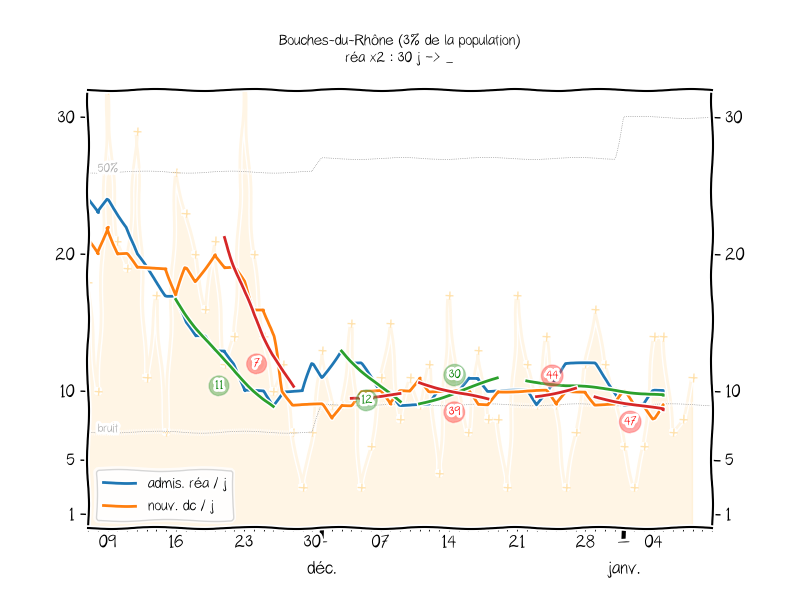 Bouches-du-Rhône (3% de la population)
réa x2 : 30 j -> _
30 30
50%
20 20
7
11
30
44
12
39
47
10 10
bruit
5 5
admis. réa / j
nouv. dc / j
1 1
09 16 23 30 07 14 21 28 04
déc. janv.